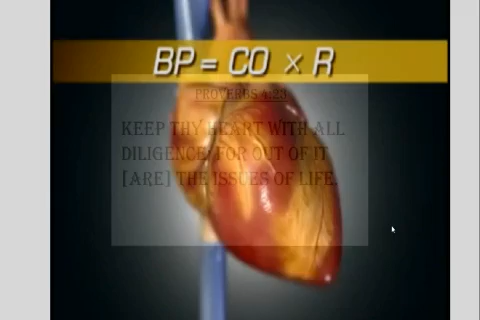 BP = CO × R
PROVERBS 4:23
KEEP THY HEART WITH ALL
DILIGENCE; FOR OUT OF IT
[ARE] THE ISSUES OF LIFE.